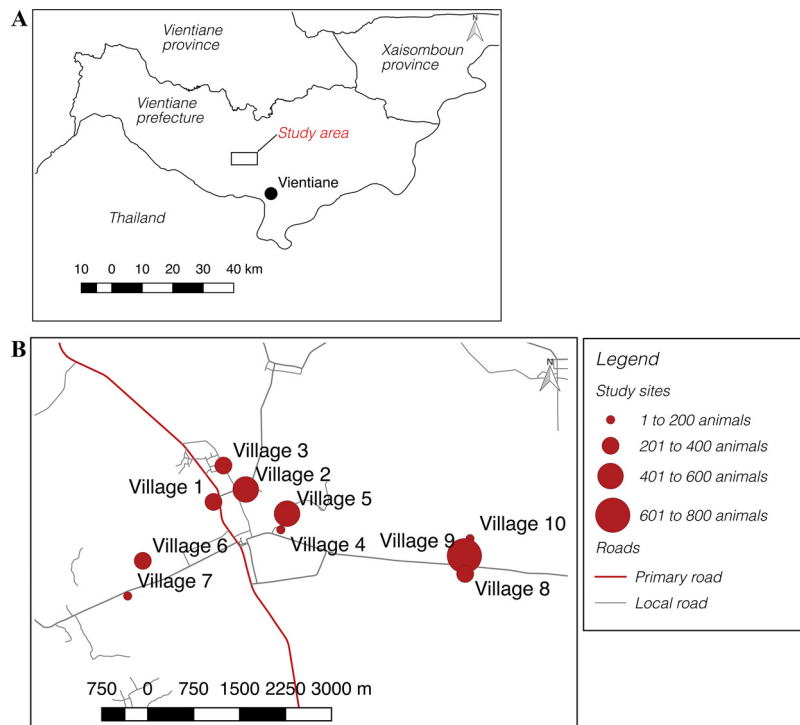 A
N
Vientiane
province
Xaisomboun
province
Vientiane
prefecture
Study area
Vientiane
Thailand
10 0 10 20 30 40 km
B
N
Village 3
Village 2
Village 1
Village 5
Village 10
Village 9
Village 4
Village 6
Village 7
Village 8
750 0 750 1500 2250 3000 m
Legend
Study sites
1 to 200 animals
201 to 400 animals
401 to 600 animals
601 to 800 animals
Roads
Primary road
Local road